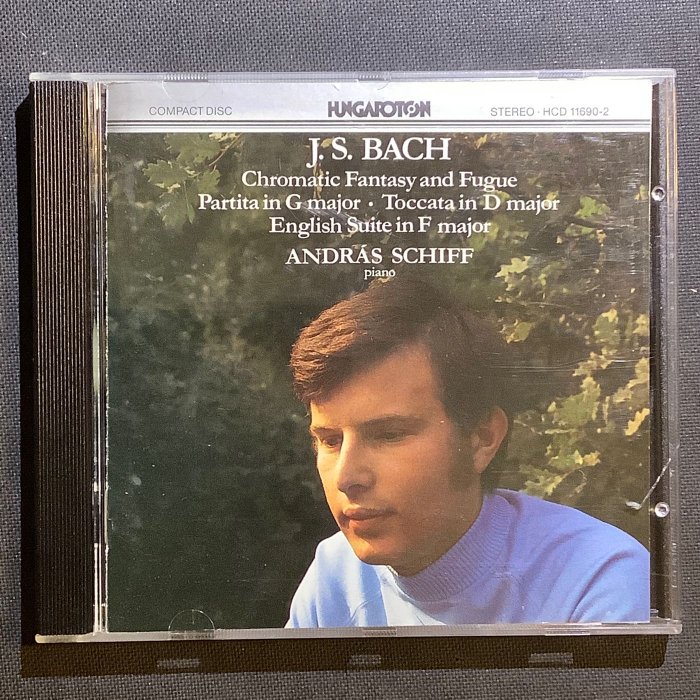 COMPACT DISC HUNGAROTON STEREO · HCD 11690-2
J. S. BACH
Chromatic Fantasy and Fugue
Partita in G major · Toccata in D major
English Suite in F major
ANDRÁS SCHIFF
piano